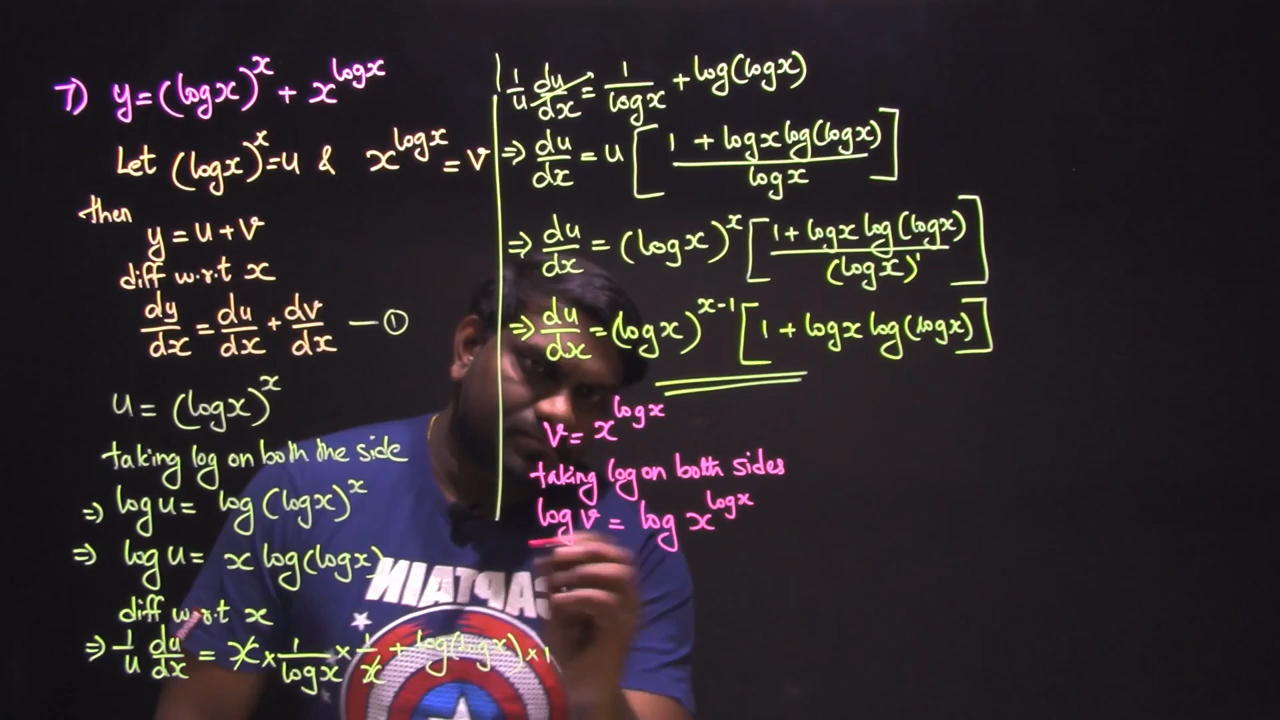 7) y = (log x)^x + x^{log x}
Let (log x)^x = u & x^{log x} = v
then
y = u + v
diff w.r.t x
dy/dx = du/dx + dv/dx — ①
u = (log x)^x
taking log on both the side
⇒ log u = log (log x)^x
⇒ log u = x log(log x)
diff w.r.t x
⇒ 1/u du/dx = x × 1/log x × 1/x + log(log x) × 1
1/u du/dx = 1/log x + log(log x)
⇒ du/dx = u [ 1 + log x log(log x) / log x ]
⇒ du/dx = (log x)^x [ 1 + log x log(log x) / (log x)^1 ]
⇒ du/dx = (log x)^{x-1} [ 1 + log x log(log x) ]
v = x^{log x}
taking log on both sides
log v = log x^{log x}
CAPTAIN